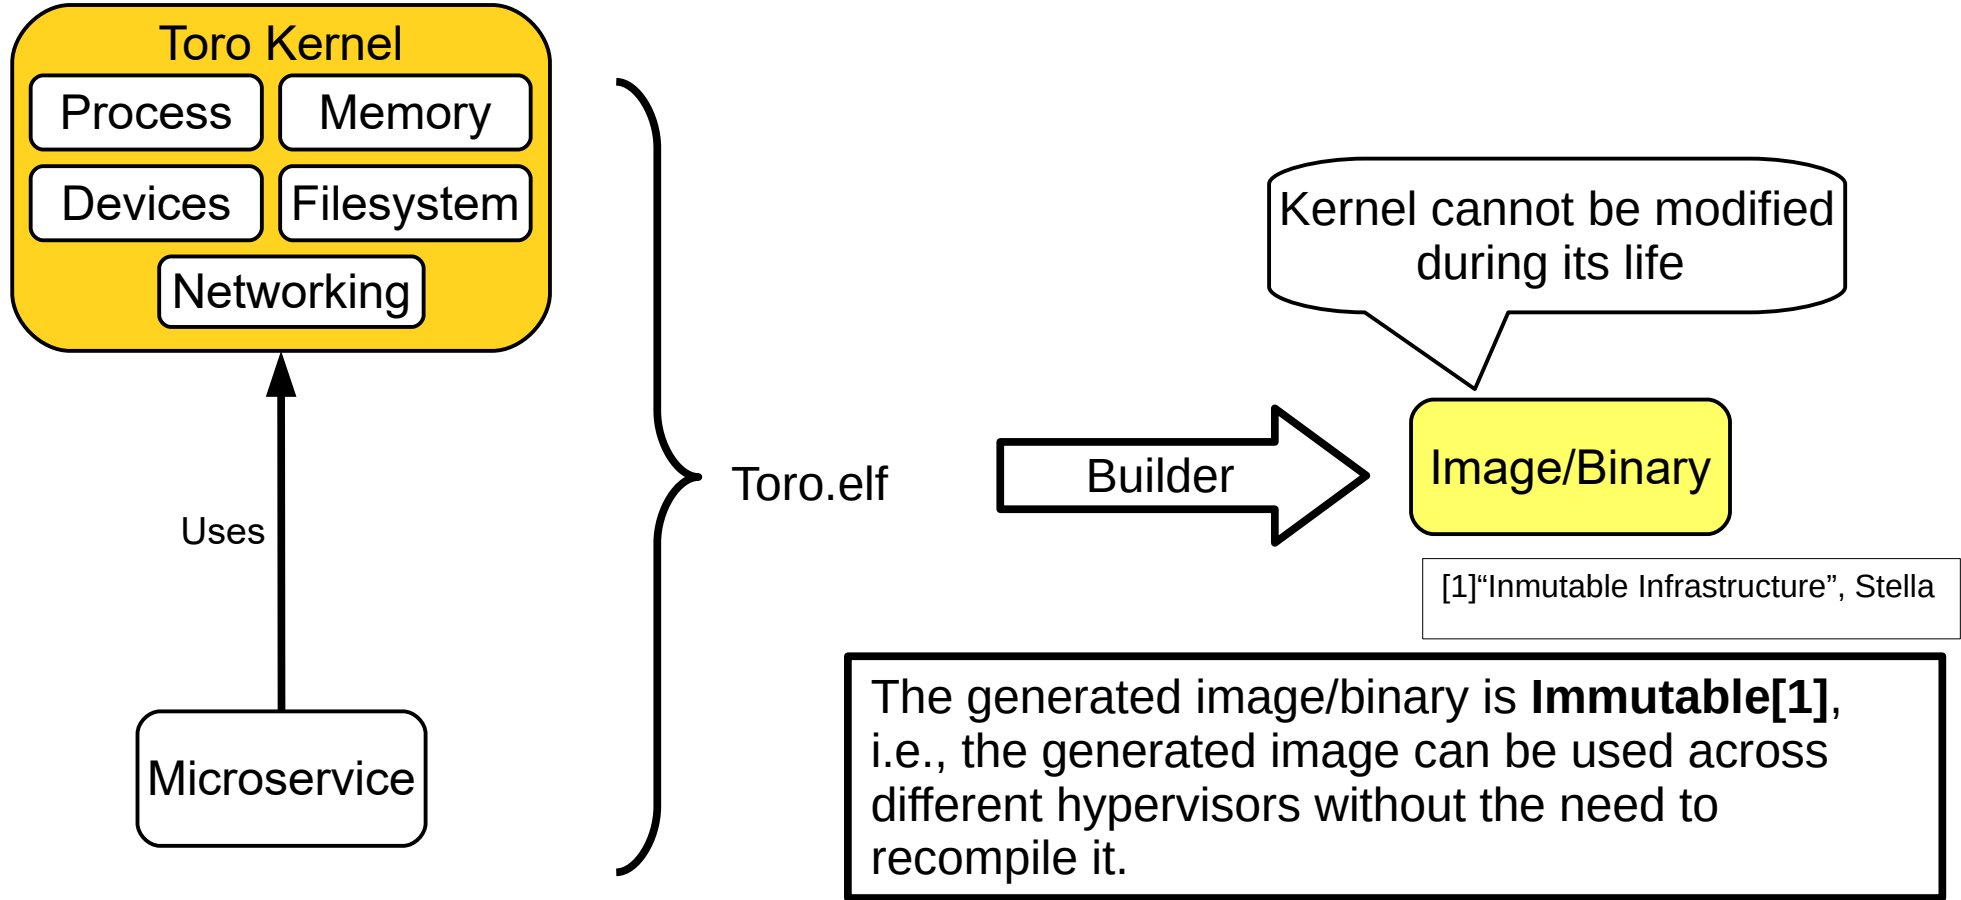 Toro Kernel
Process
Memory
Devices
Filesystem
Networking
Uses
Microservice
Toro.elf
Builder
Kernel cannot be modified
during its life
Image/Binary
[1]“Inmutable Infrastructure”, Stella
The generated image/binary is Immutable[1],
i.e., the generated image can be used across
different hypervisors without the need to
recompile it.